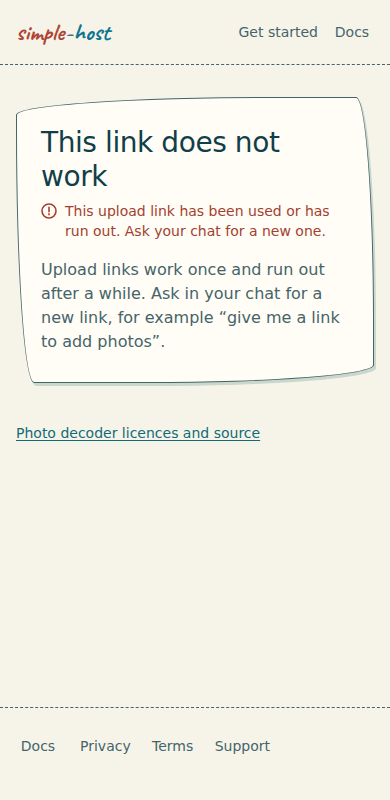 simple-host
Get started Docs
This link does not
work
This upload link has been used or has
run out. Ask your chat for a new one.
Upload links work once and run out
after a while. Ask in your chat for a
new link, for example “give me a link
to add photos”.
Photo decoder licences and source
Docs Privacy Terms Support